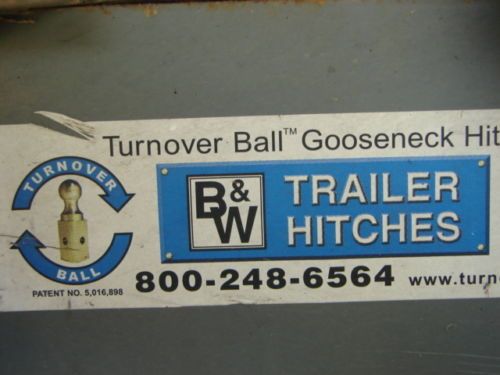 Turnover Ball™ Gooseneck Hit
TURNOVER
BALL
B&W
TRAILER
HITCHES
800-248-6564 www.turn
PATENT NO. 5,016,898